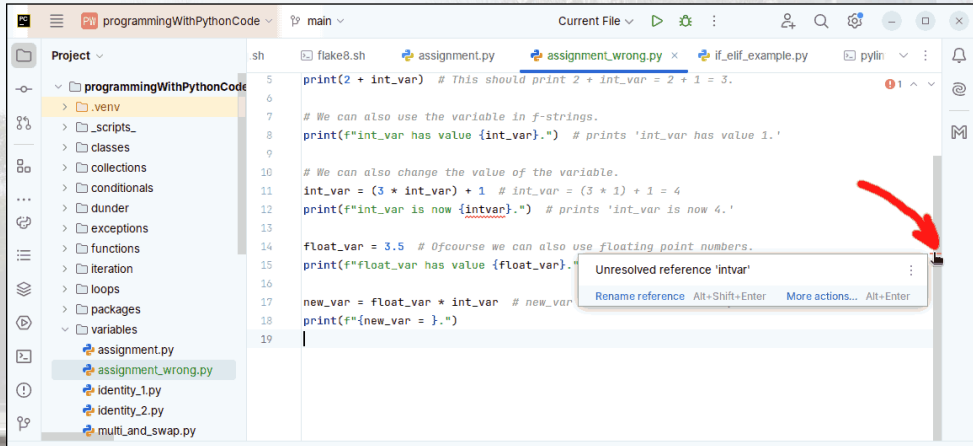 PC PW programmingWithPythonCode main Current File
Project
.sh flake8.sh assignment.py assignment_wrong.py × if_elif_example.py pylin
programmingWithPythonCode
.venv
_scripts_
classes
collections
conditionals
dunder
exceptions
functions
iteration
loops
packages
variables
assignment.py
assignment_wrong.py
identity_1.py
identity_2.py
multi_and_swap.py
1
5 print(2 + int_var) # This should print 2 + int_var = 2 + 1 = 3.
6
7 # We can also use the variable in f-strings.
8 print(f"int_var has value {int_var}.") # prints 'int_var has value 1.'
9
10 # We can also change the value of the variable.
11 int_var = (3 * int_var) + 1 # int_var = (3 * 1) + 1 = 4
12 print(f"int_var is now {intvar}.") # prints 'int_var is now 4.'
13
14 float_var = 3.5 # Ofcourse we can also use floating point numbers.
15 print(f"float_var has value {float_var}."
16
17 new_var = float_var * int_var # new_var
18 print(f"{new_var = }.")
19
Unresolved reference 'intvar'
Rename reference Alt+Shift+Enter More actions... Alt+Enter